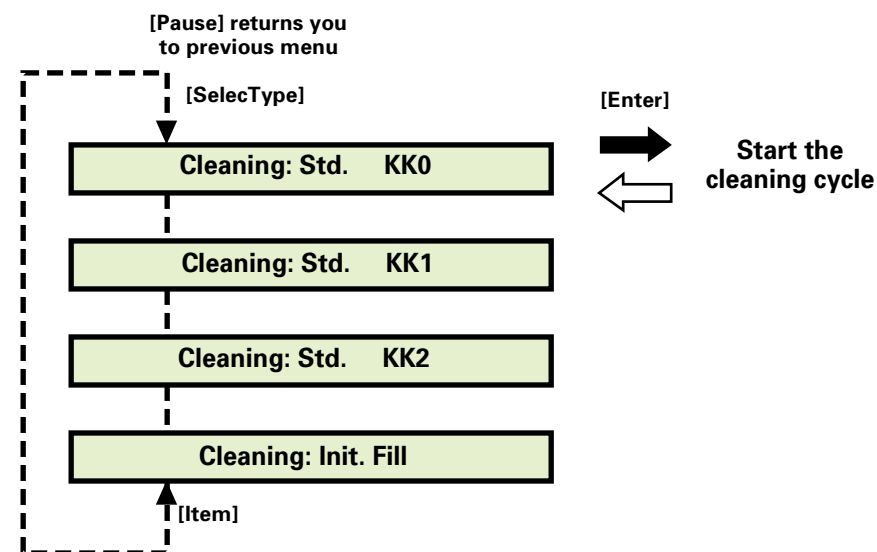 [Pause] returns you
to previous menu
[SelecType]
[Enter]
Cleaning: Std. KK0
Start the
cleaning cycle
Cleaning: Std. KK1
Cleaning: Std. KK2
Cleaning: Init. Fill
[Item]